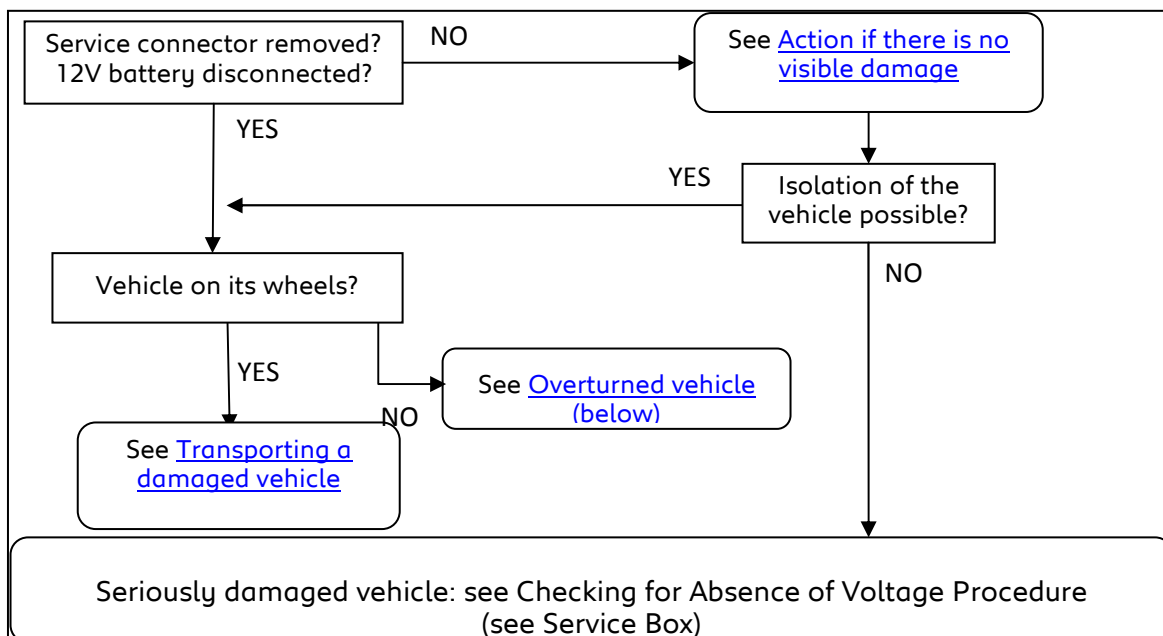 Service connector removed?
12V battery disconnected?
NO
See Action if there is no
visible damage
YES
YES
Isolation of the
vehicle possible?
Vehicle on its wheels?
NO
YES
See Overturned vehicle
(below)
NO
See Transporting a
damaged vehicle
Seriously damaged vehicle: see Checking for Absence of Voltage Procedure
(see Service Box)